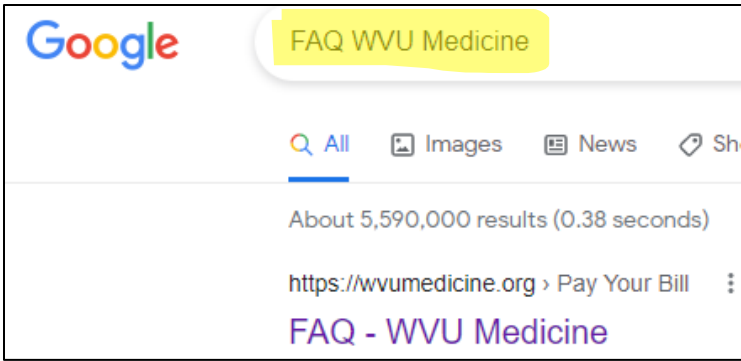 Google
FAQ WVU Medicine
All Images News Sh
About 5,590,000 results (0.38 seconds)
https://wvumedicine.org › Pay Your Bill
FAQ - WVU Medicine